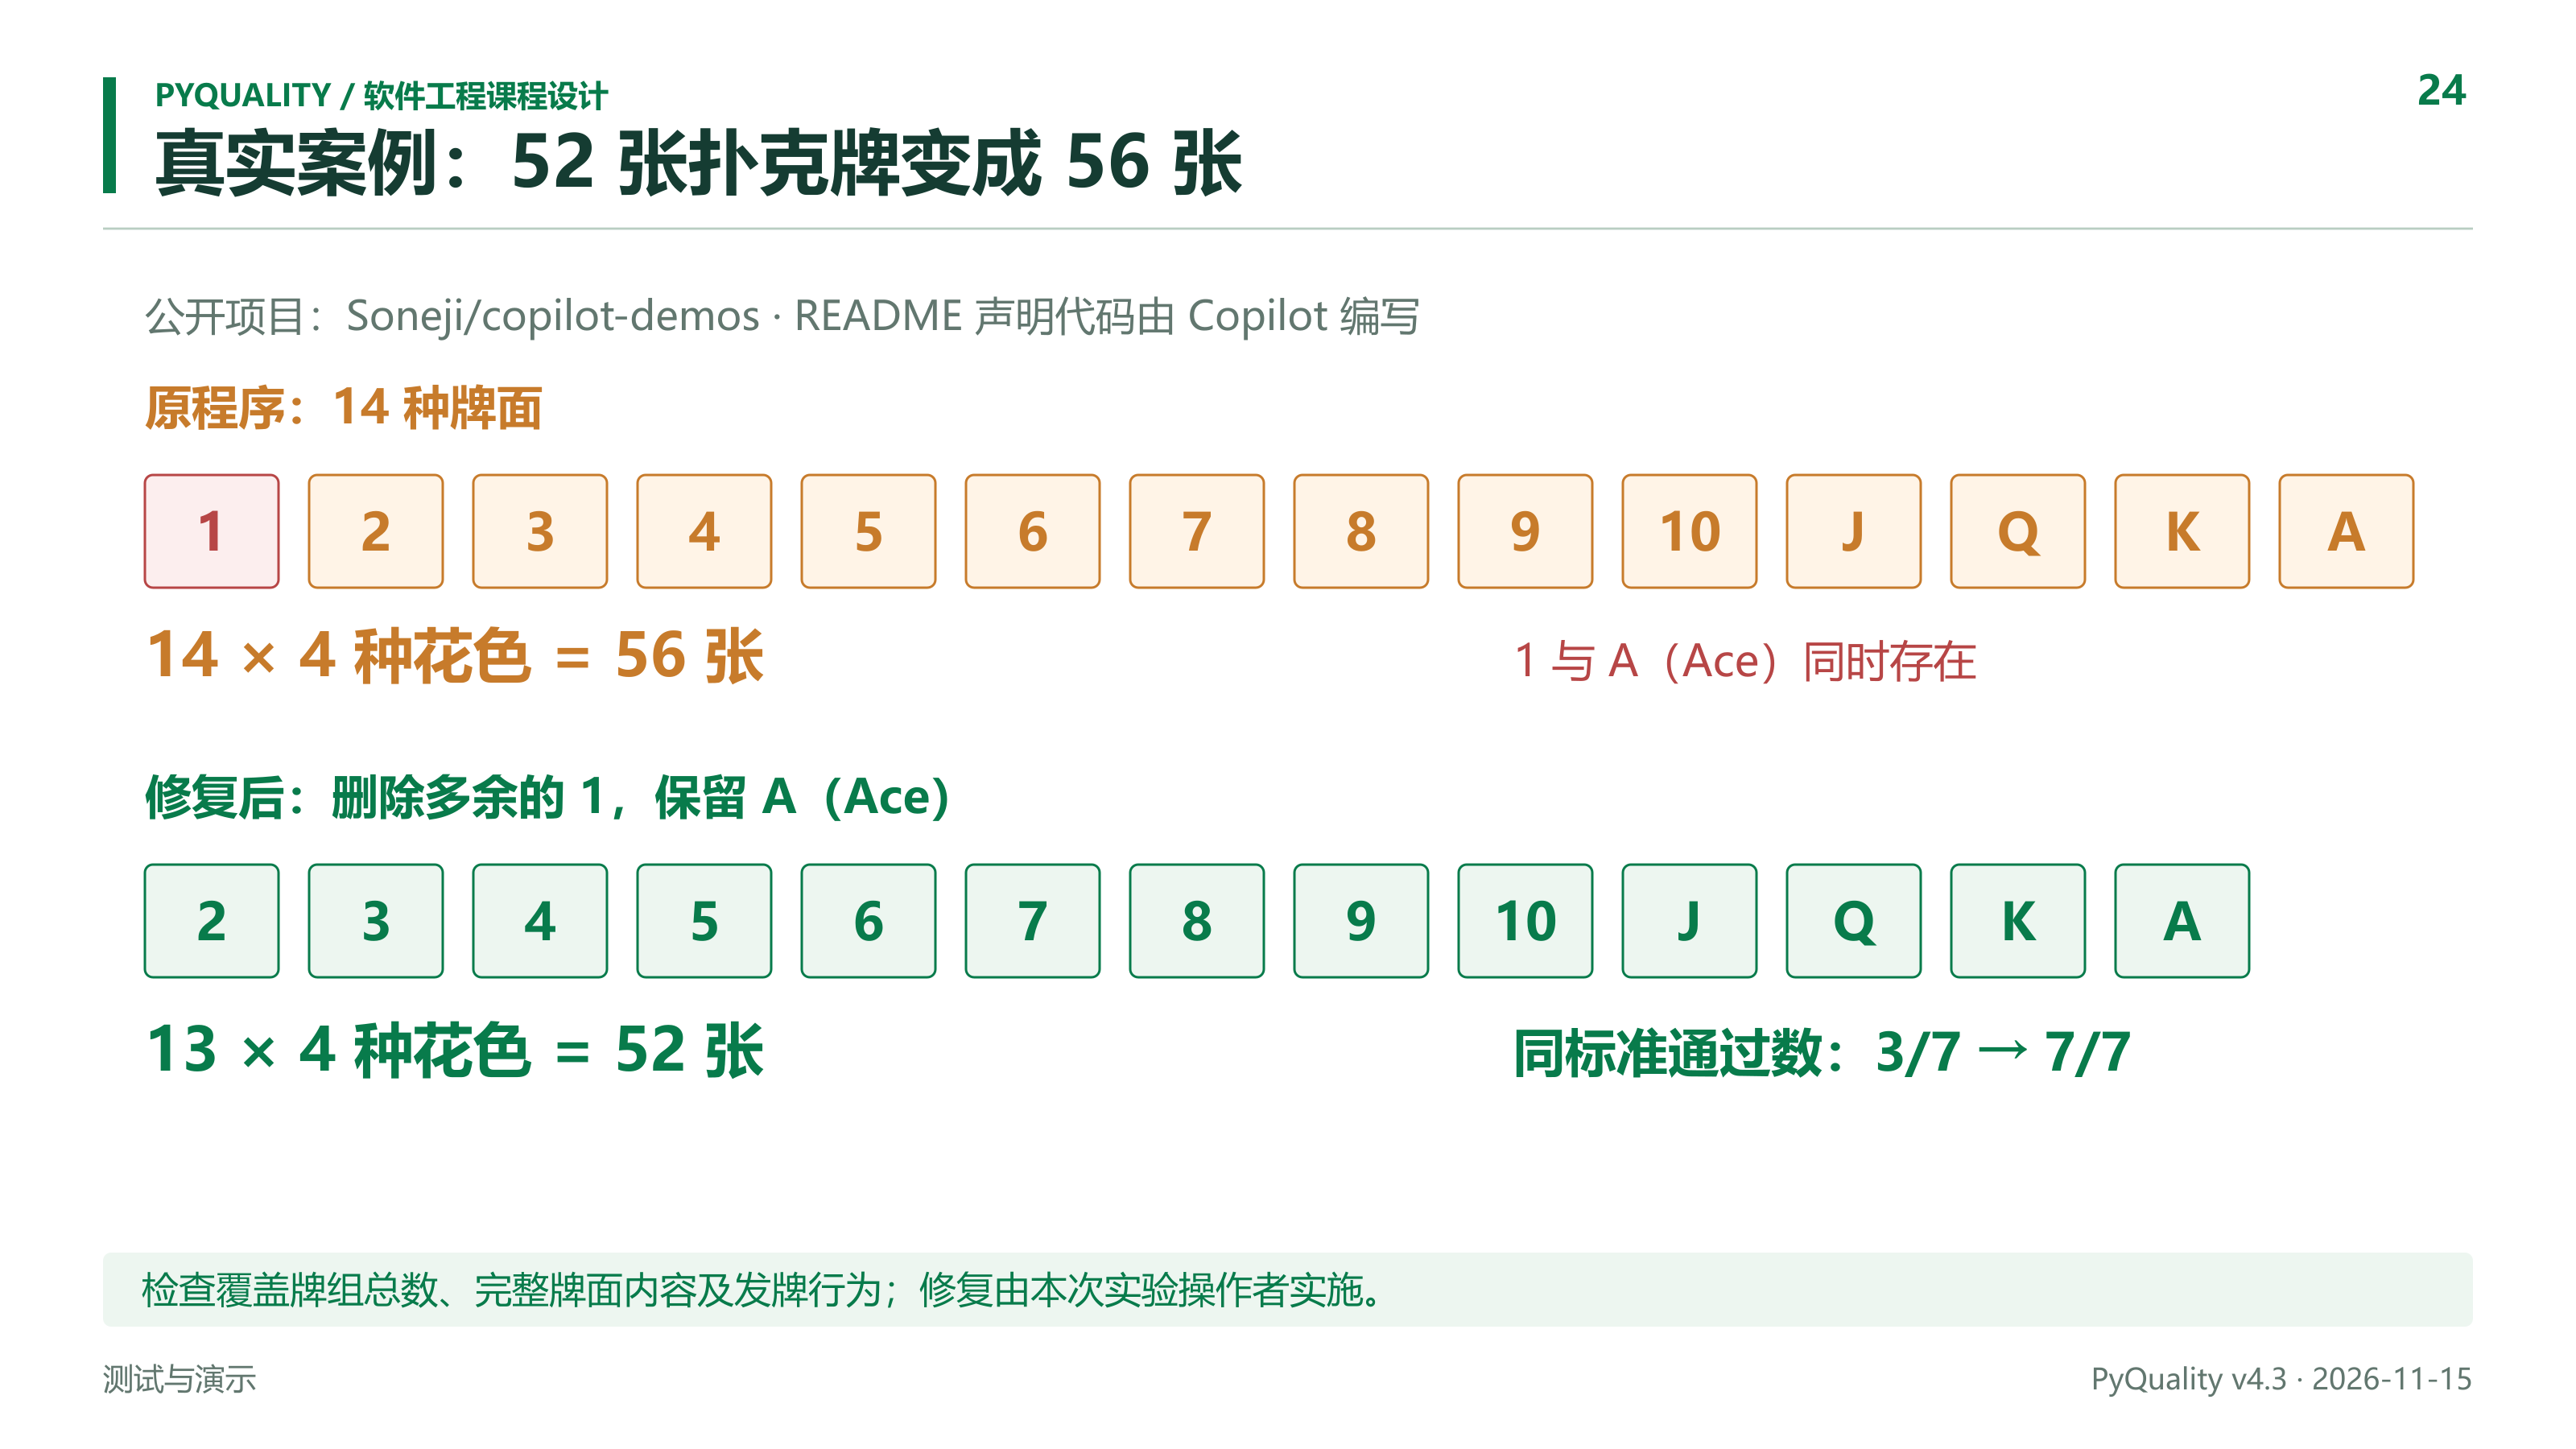 PYQUALITY / 软件工程课程设计
24
真实案例：52 张扑克牌变成 56 张
公开项目：Soneji/copilot-demos · README 声明代码由 Copilot 编写
原程序：14 种牌面
1 2 3 4 5 6 7 8 9 10 J Q K A
14 × 4 种花色 = 56 张
1 与 A（Ace）同时存在
修复后：删除多余的 1，保留 A（Ace）
2 3 4 5 6 7 8 9 10 J Q K A
13 × 4 种花色 = 52 张
同标准通过数：3/7 → 7/7
检查覆盖牌组总数、完整牌面内容及发牌行为；修复由本次实验操作者实施。
测试与演示
PyQuality v4.3 · 2026-11-15